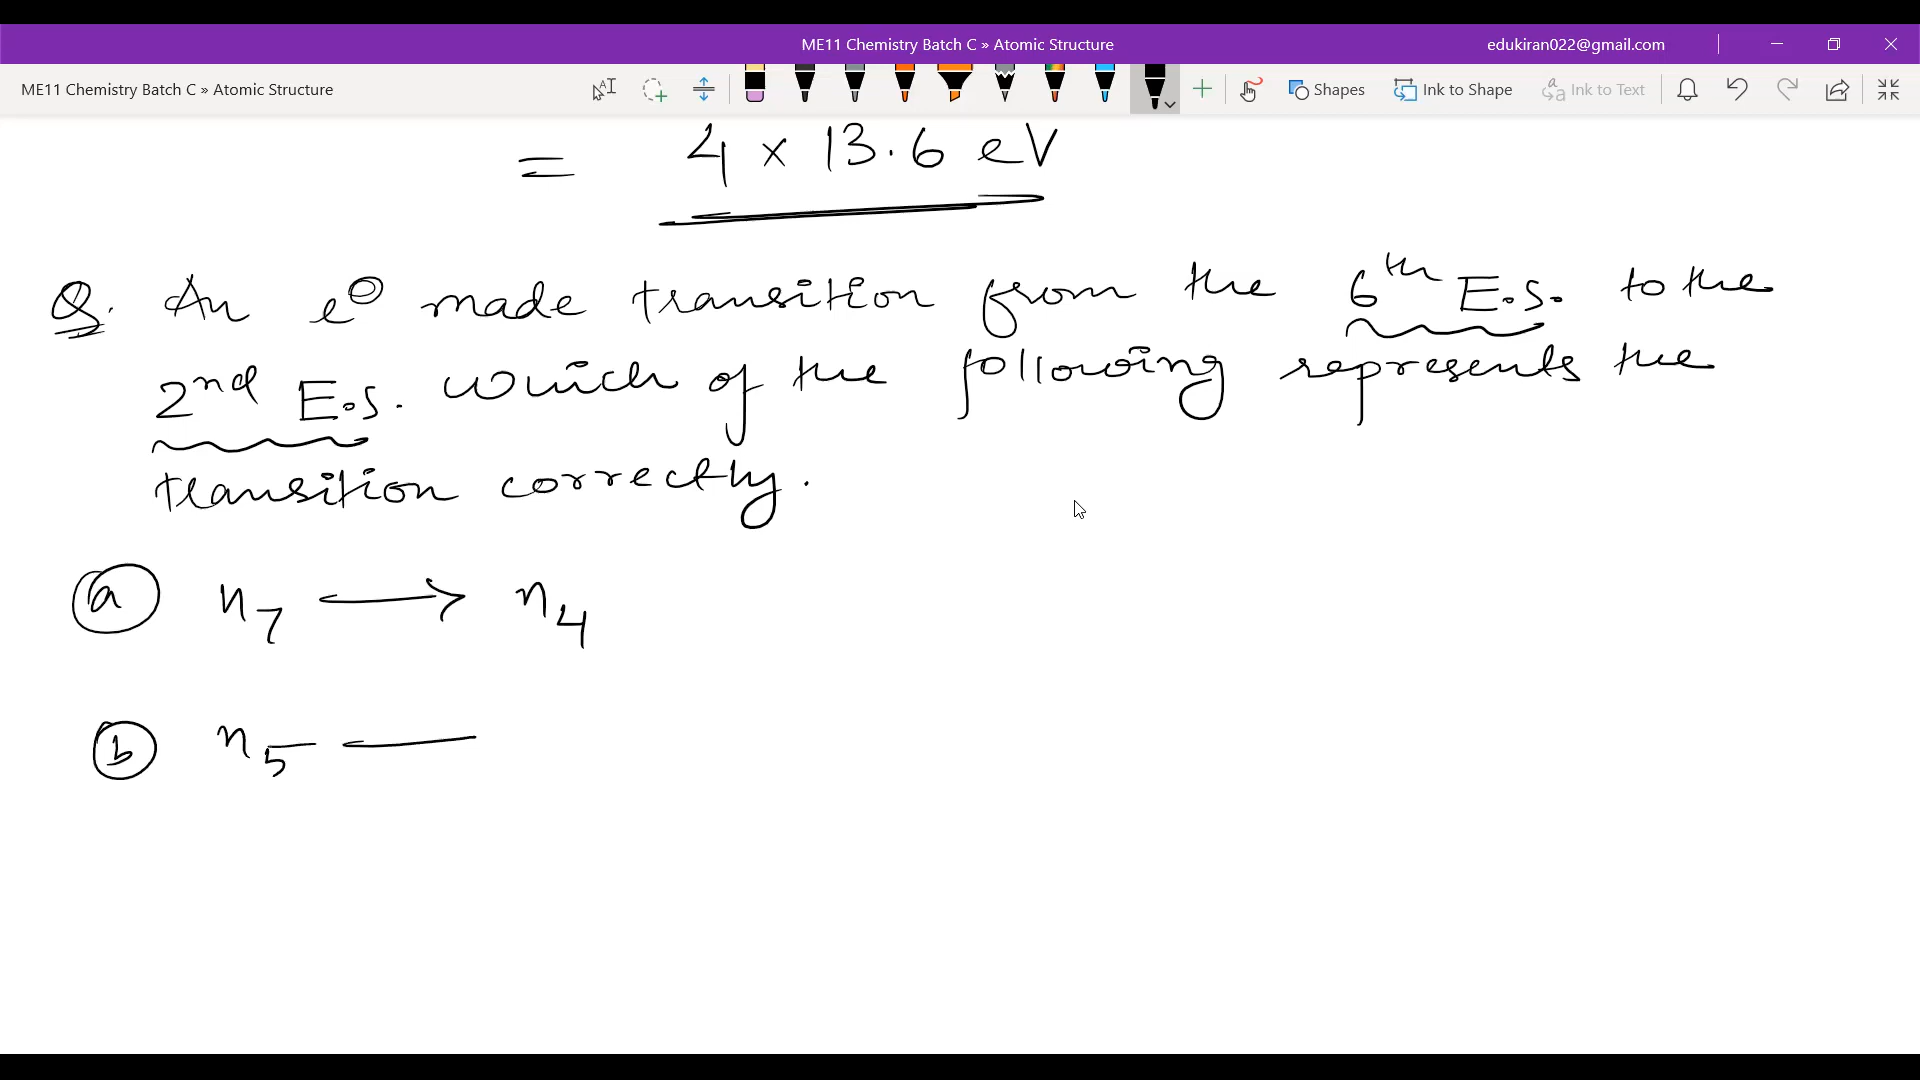 ME11 Chemistry Batch C » Atomic Structure
edukiran022@gmail.com
ME11 Chemistry Batch C » Atomic Structure
Shapes
Ink to Shape
Ink to Text
= 4 × 13.6 eV
Q. An e⊖ made transition from the 6th E.S. to the
2nd E.S. which of the following represents the
transition correctly.
(a) n7 → n4
(b) n5 —